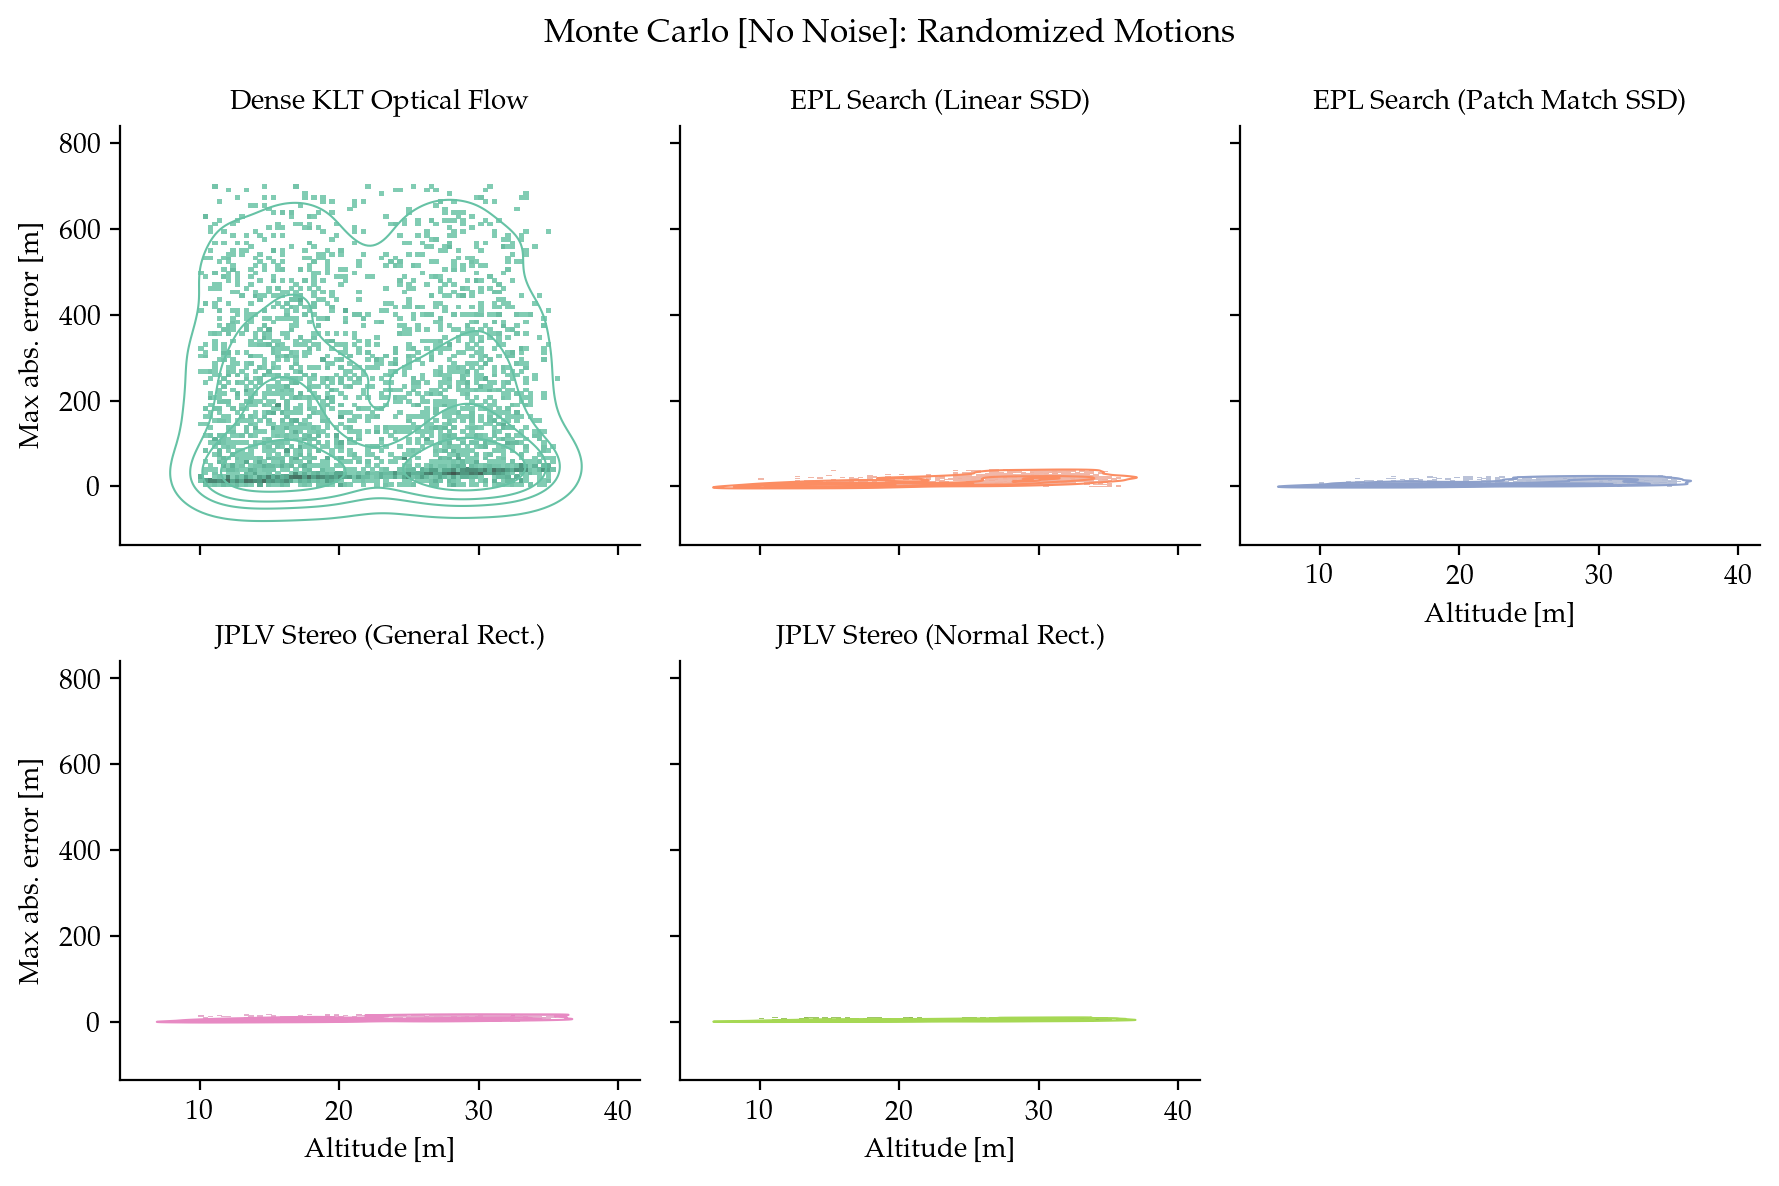 Monte Carlo [No Noise]: Randomized Motions
Dense KLT Optical Flow
EPL Search (Linear SSD)
EPL Search (Patch Match SSD)
800
600
400
200
0
Max abs. error [m]
10 20 30 40
Altitude [m]
JPLV Stereo (General Rect.)
JPLV Stereo (Normal Rect.)
800
600
400
200
0
Max abs. error [m]
10 20 30 40
Altitude [m]
10 20 30 40
Altitude [m]